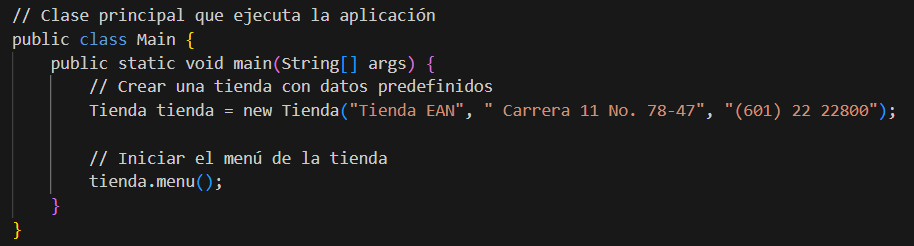 // Clase principal que ejecuta la aplicación
public class Main {
    public static void main(String[] args) {
        // Crear una tienda con datos predefinidos
        Tienda tienda = new Tienda("Tienda EAN", " Carrera 11 No. 78-47", "(601) 22 22800");

        // Iniciar el menú de la tienda
        tienda.menu();
    }
}